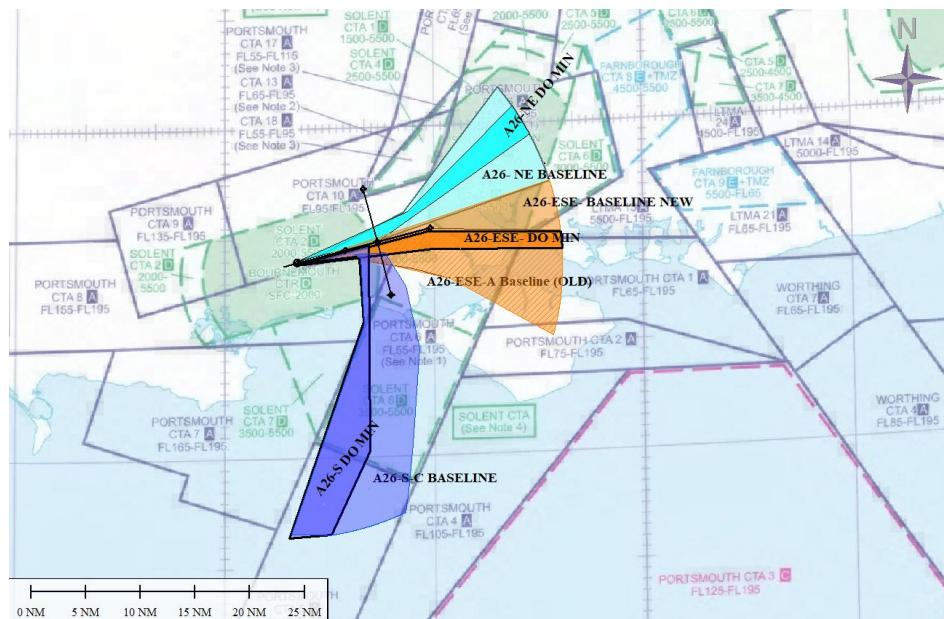 N
SOLENT
CTA 1 D
1500-5500
SOLENT
CTA 4 D
2500-5500
PORTSMOUTH
CTA 17 A
FL55-FL115
(See Note 3)
CTA 13 A
FL65-FL95
(See Note 2)
CTA 18 A
FL55-FL95
(See Note 3)
PORTSMOUTH
2000-5500
CTA 5 D
2500-5500
CTA 6 D
2500-5500
FARNBOROUGH
CTA 8 E+TMZ
4500-5500
CTA 5 D
2500-4500
CTA 7 D
3500-4500
LTMA
24 A
4500-FL195
LTMA 14 A
5000-FL195
FARNBOROUGH
CTA 9 E+TMZ
5500-FL65
LTMA 21 A
FL65-FL195
SOLENT
CTA 6 D
A26-NE DO MIN
A26- NE BASELINE
A26-ESE- BASELINE NEW
5500-FL195
A26-ESE- DO MIN
A26-ESE-A Baseline (OLD)
PORTSMOUTH
CTA 10 A
FL95-FL195
PORTSMOUTH
CTA 9 A
FL135-FL195
SOLENT
CTA 2 D
2000-
5500
SOLENT
CTA 2 D
2000
BOURNEMOUTH
CTR D
SFC-2000
PORTSMOUTH
CTA 8 A
FL155-FL195
PORTSMOUTH
CTA 6 A
FL55-FL195
(See Note 1)
CTA 1 A
FL65-FL195
WORTHING
CTA 7 A
FL65-FL195
PORTSMOUTH CTA 2 A
FL75-FL195
SOLENT
CTA 8 D
3500-5500
SOLENT CTA
(See Note 4)
SOLENT
CTA 7 D
3500-5500
PORTSMOUTH
CTA 7 A
FL165-FL195
WORTHING
CTA 4 A
FL85-FL195
A26-S DO MIN
A26-S-C BASELINE
PORTSMOUTH
CTA 4 A
FL105-FL195
PORTSMOUTH CTA 3 C
FL125-FL195
0 NM 5 NM 10 NM 15 NM 20 NM 25 NM